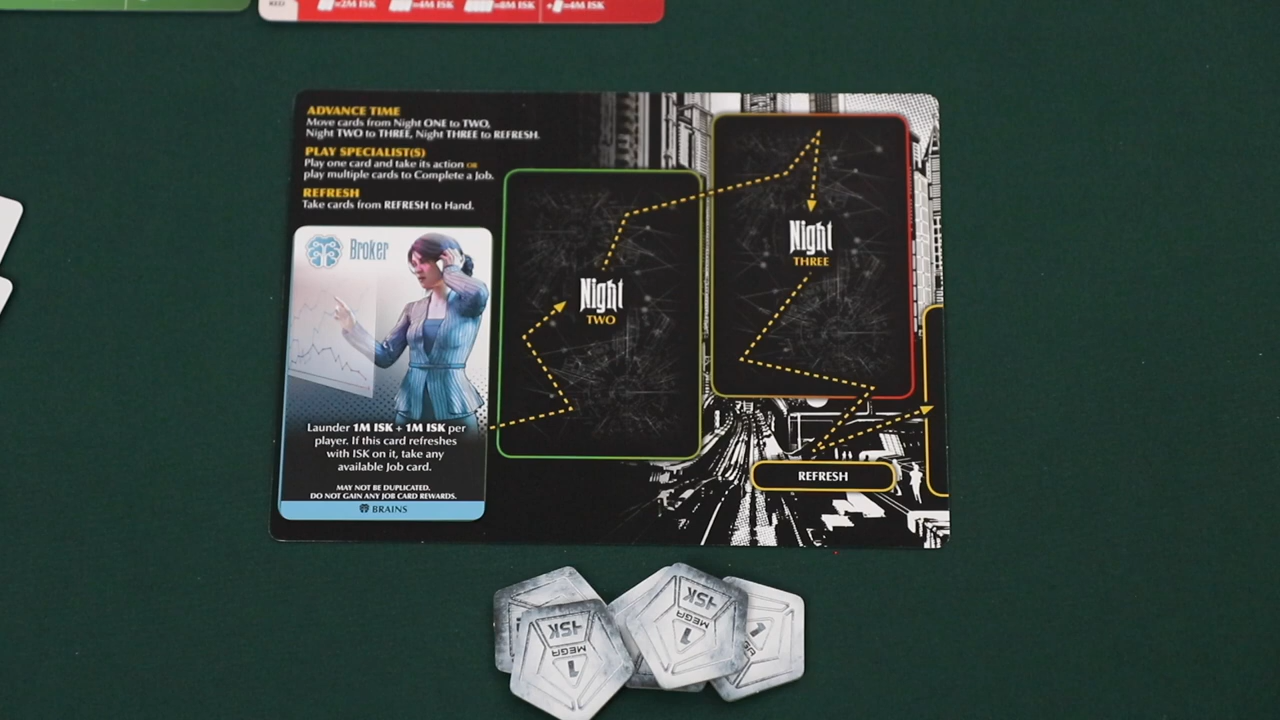 RED
=2M ISK =4M ISK =8M ISK + =4M ISK
ADVANCE TIME
Move cards from Night ONE to TWO,
Night TWO to THREE, Night THREE to REFRESH.
PLAY SPECIALIST(S)
Play one card and take its action OR
play multiple cards to Complete a Job.
REFRESH
Take cards from REFRESH to Hand.
Broker
Launder 1M ISK + 1M ISK per
player. If this card refreshes
with ISK on it, take any
available Job card.
MAY NOT BE DUPLICATED.
DO NOT GAIN ANY JOB CARD REWARDS.
BRAINS
Night
TWO
Night
THREE
REFRESH
1
MEGA
ISK
1
MEGA
ISK
1